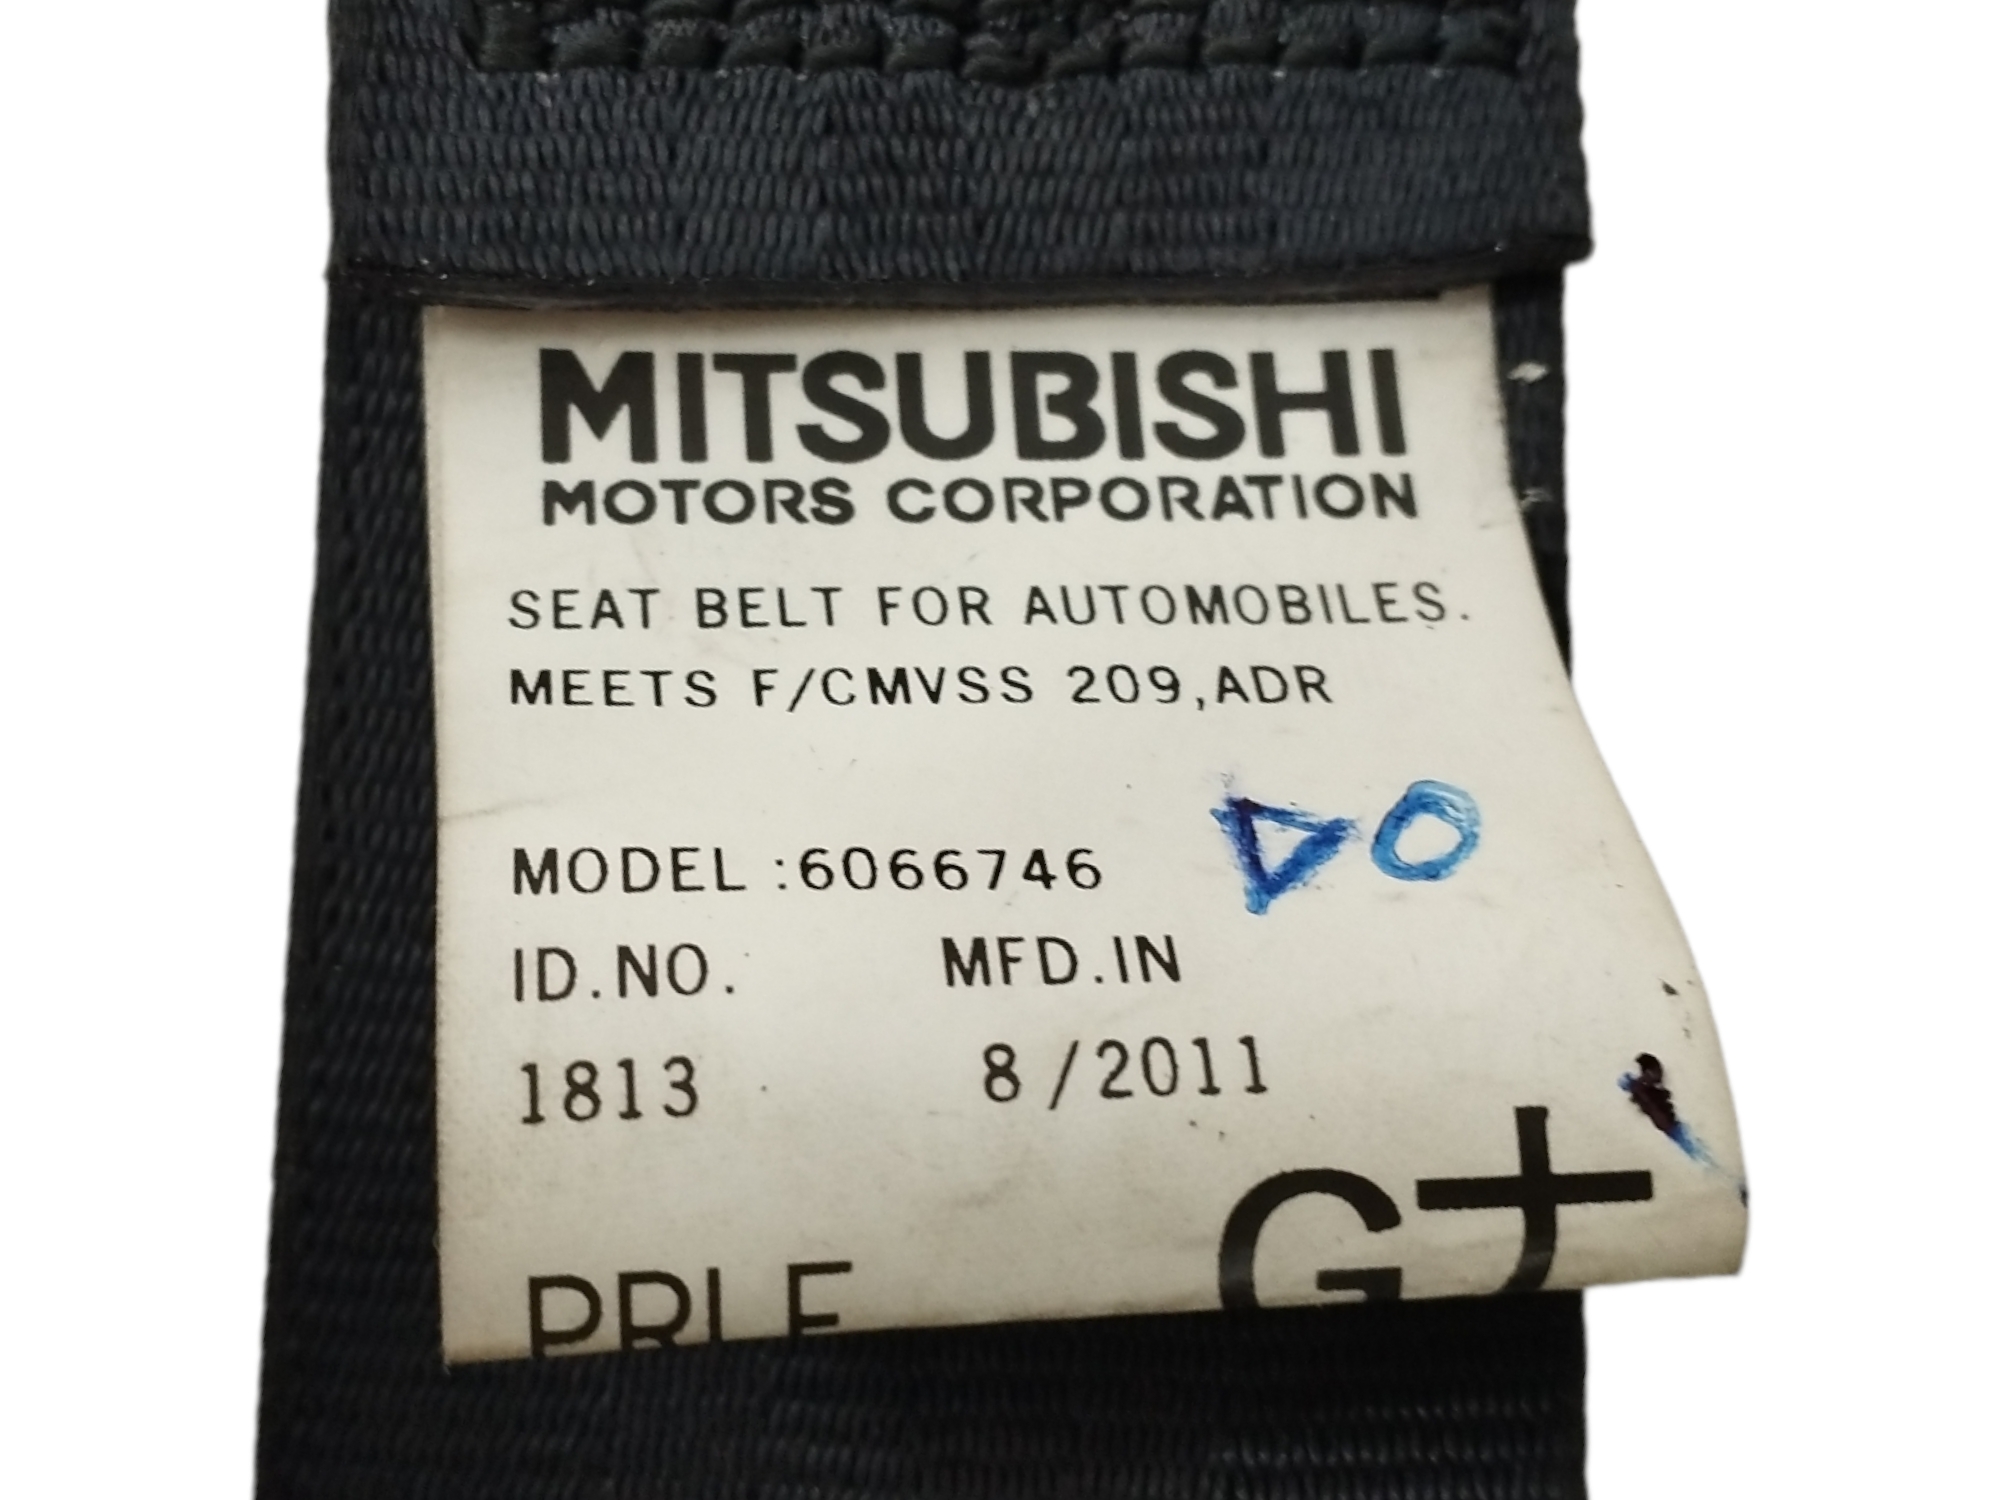 MITSUBISHI
MOTORS CORPORATION
SEAT BELT FOR AUTOMOBILES.
MEETS F/CMVSS 209,ADR
MODEL :6066746
ID.NO. MFD.IN
1813 8/2011